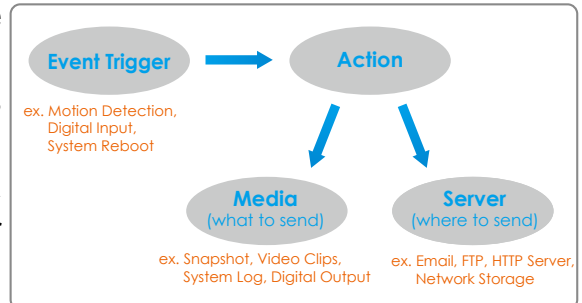 Event Trigger
Action
ex. Motion Detection,
Digital Input,
System Reboot
Media
(what to send)
Server
(where to send)
ex. Snapshot, Video Clips,
System Log, Digital Output
ex. Email, FTP, HTTP Server,
Network Storage